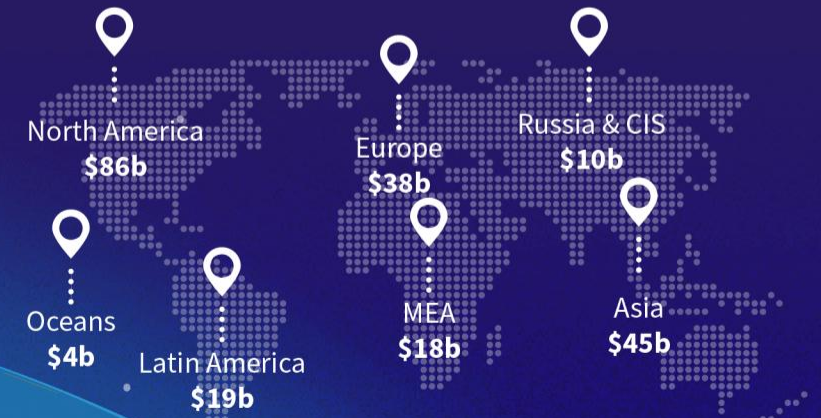 North America
$86b
Europe
$38b
Russia & CIS
$10b
Oceans
$4b
Latin America
$19b
MEA
$18b
Asia
$45b